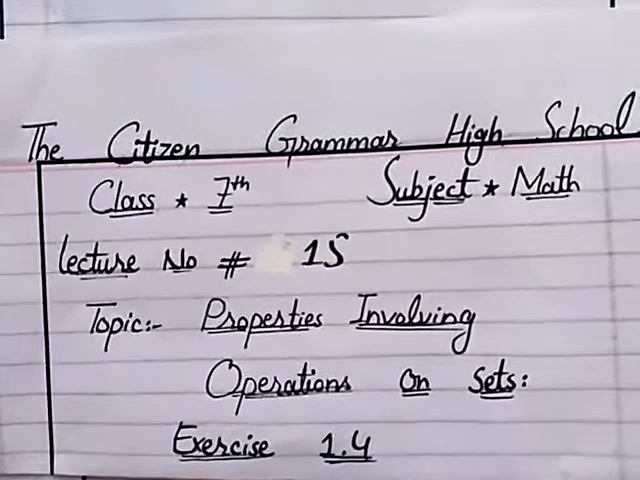 The Citizen Grammar High School
Class * 7th Subject * Math
Lecture No # 15
Topic:- Properties Involving
Operations on Sets:
Exercise 1.4